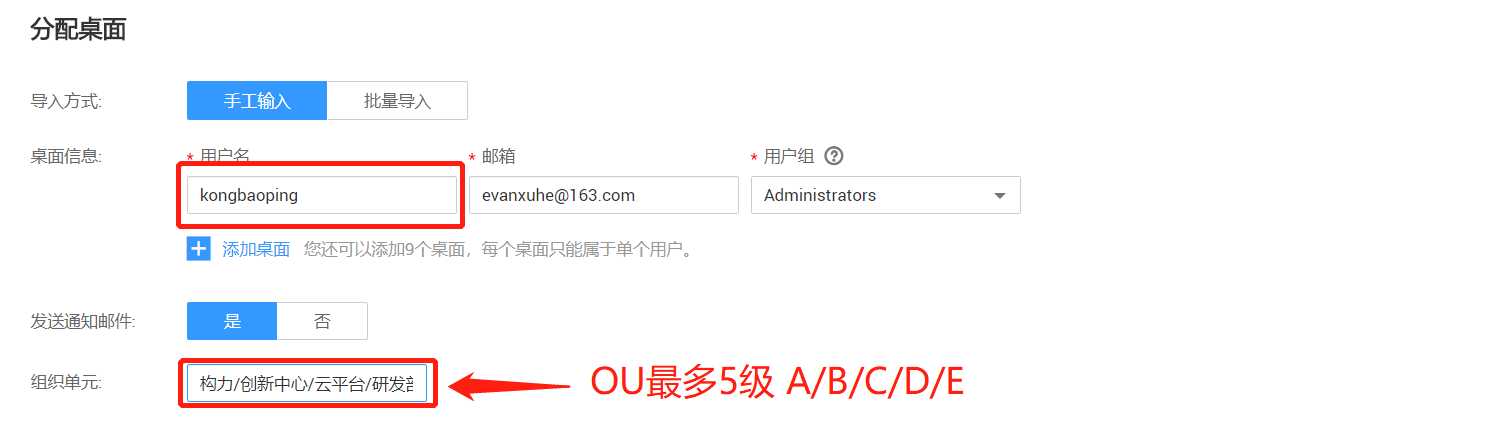 分配桌面
导入方式: 手工输入 批量导入
桌面信息: * 用户名 * 邮箱 * 用户组 ?
kongbaoping evanxuhe@163.com Administrators
+ 添加桌面 您还可以添加9个桌面，每个桌面只能属于单个用户。
发送通知邮件: 是 否
组织单元: 构力/创新中心/云平台/研发 OU最多5级 A/B/C/D/E